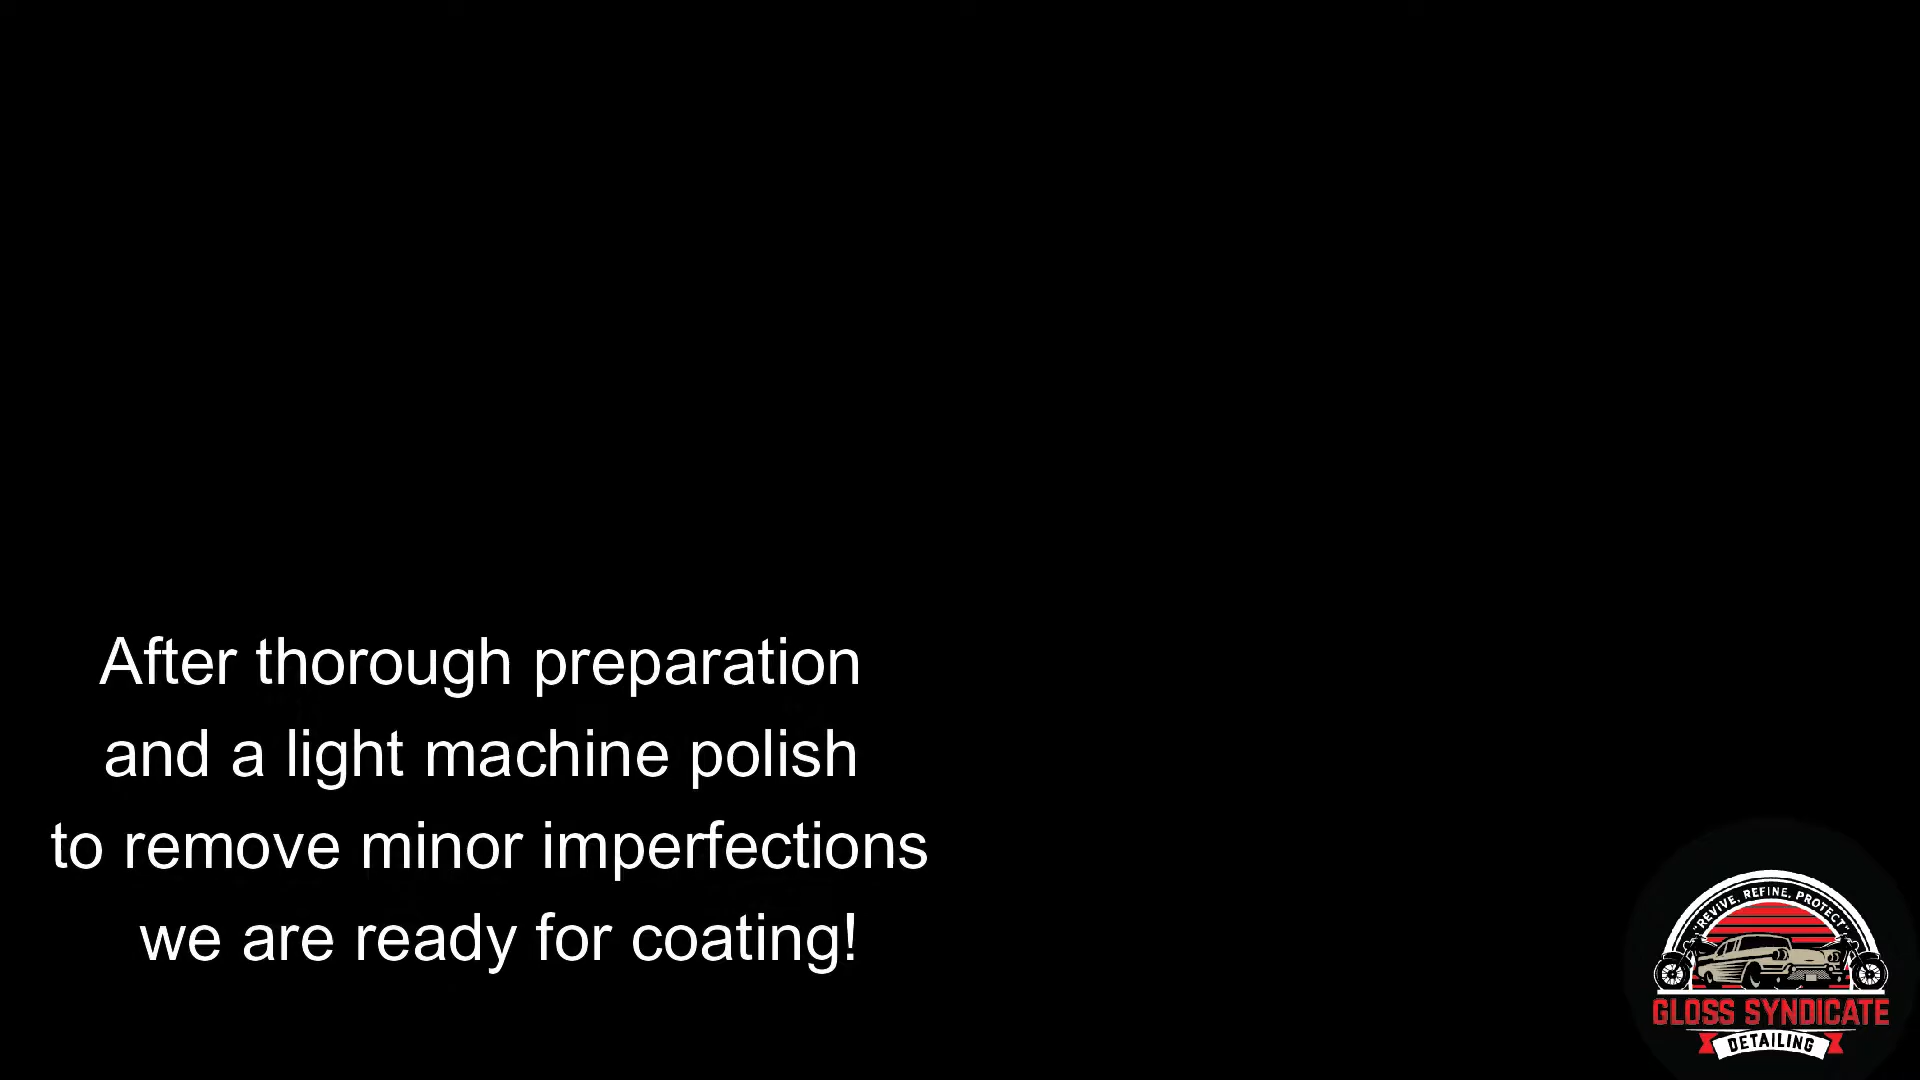 After thorough preparation
and a light machine polish
to remove minor imperfections
we are ready for coating!
"REVIVE, REFINE, PROTECT"
GLOSS SYNDICATE
DETAILING